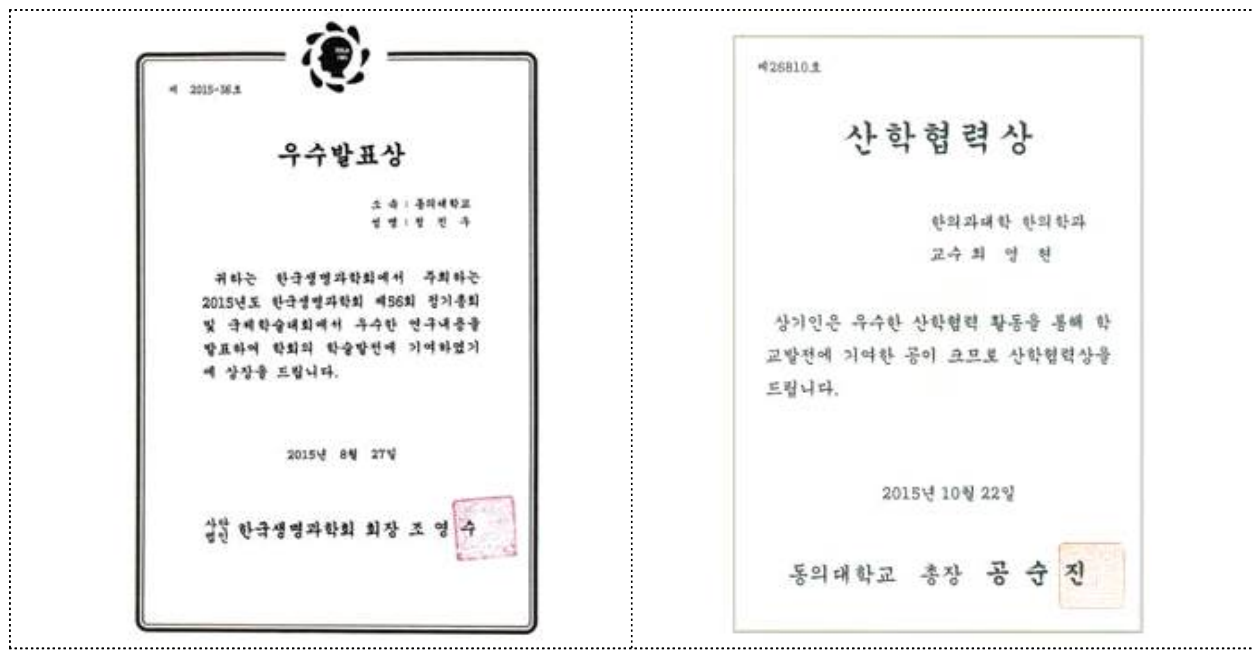 제 2015-36호
우수발표상
소 속 : 동의대학교
성 명 : 정 진 우
귀하는 한국생명과학회에서 주최하는
2015년도 한국생명과학회 제56회 정기총회
및 국제학술대회에서 우수한 연구내용을
발표하여 학회의 학술발전에 기여하였기
에 상장을 드립니다.
2015년 8월 27일
사단
법인 한국생명과학회 회장 조 영 수
제26810호
산학협력상
한의과대학 한의학과
교수 최 영 현
상기인은 우수한 산학협력 활동을 통해 학
교발전에 기여한 공이 크므로 산학협력상을
드립니다.
2015년 10월 22일
동의대학교 총장 공 순 진